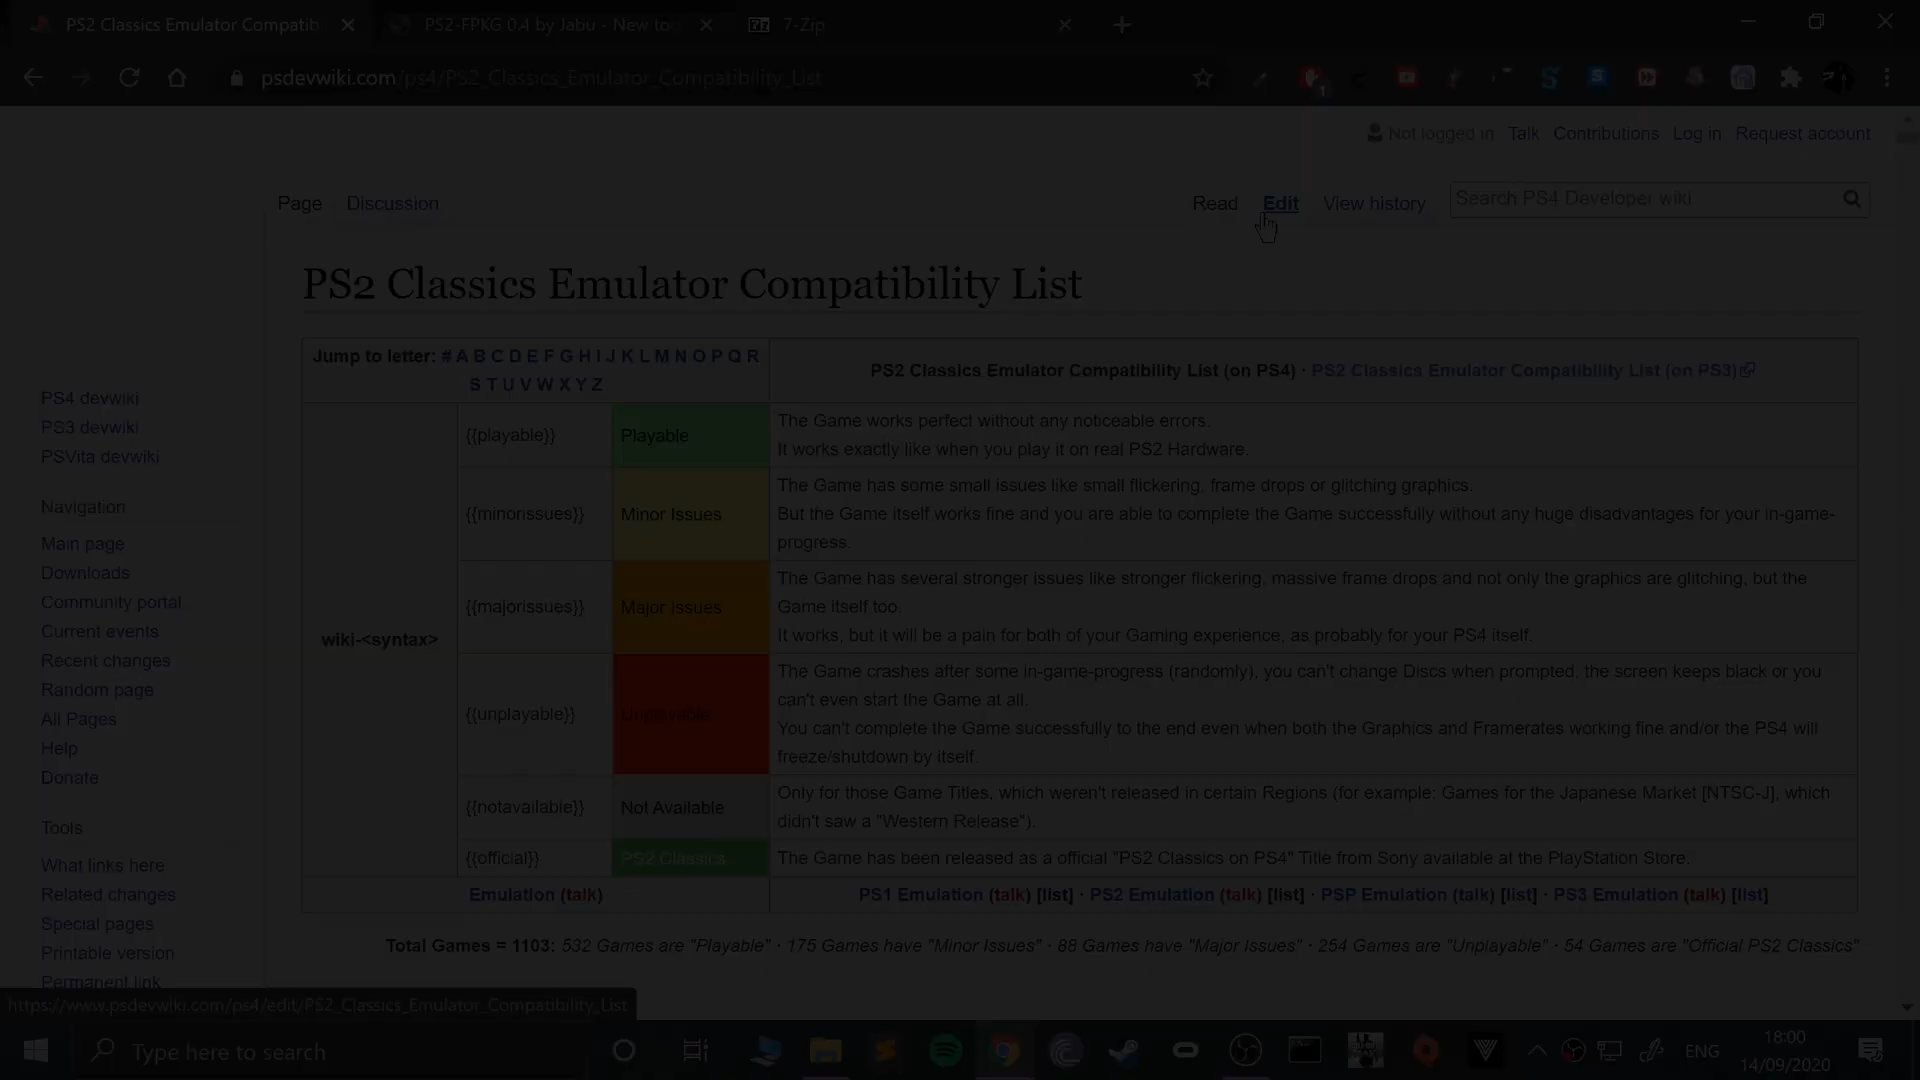 PS2 Classics Emulator Compatib
PS2-FPKG 0.4 by Jabu - New too
7-Zip
psdevwiki.com/ps4/PS2_Classics_Emulator_Compatibility_List
1
Not logged in Talk Contributions Log in Request account
Page Discussion Read Edit View history Search PS4 Developer wiki
PS2 Classics Emulator Compatibility List
Jump to letter: # A B C D E F G H I J K L M N O P Q R
S T U V W X Y Z
PS2 Classics Emulator Compatibility List (on PS4) · PS2 Classics Emulator Compatibility List (on PS3)
wiki-<syntax>
{{playable}} Playable
The Game works perfect without any noticeable errors.
It works exactly like when you play it on real PS2 Hardware.
{{minorissues}} Minor Issues
The Game has some small issues like small flickering, frame drops or glitching graphics.
But the Game itself works fine and you are able to complete the Game successfully without any huge disadvantages for your in-game-
progress.
{{majorissues}} Major Issues
The Game has several stronger issues like stronger flickering, massive frame drops and not only the graphics are glitching, but the
Game itself too.
It works, but it will be a pain for both of your Gaming experience, as probably for your PS4 itself.
{{unplayable}} Unplayable
The Game crashes after some in-game-progress (randomly), you can't change Discs when prompted, the screen keeps black or you
can't even start the Game at all.
You can't complete the Game successfully to the end even when both the Graphics and Framerates working fine and/or the PS4 will
freeze/shutdown by itself.
{{notavailable}} Not Available
Only for those Game Titles, which weren't released in certain Regions (for example: Games for the Japanese Market [NTSC-J], which
didn't saw a "Western Release").
{{official}} PS2 Classics
The Game has been released as a official "PS2 Classics on PS4" Title from Sony available at the PlayStation Store.
Emulation (talk)
PS1 Emulation (talk) [list] · PS2 Emulation (talk) [list] · PSP Emulation (talk) [list] · PS3 Emulation (talk) [list]
Total Games = 1103: 532 Games are "Playable" · 175 Games have "Minor Issues" · 88 Games have "Major Issues" · 254 Games are "Unplayable" · 54 Games are "Official PS2 Classics"
PS4 devwiki
PS3 devwiki
PSVita devwiki
Navigation
Main page
Downloads
Community portal
Current events
Recent changes
Random page
All Pages
Help
Donate
Tools
What links here
Related changes
Special pages
Printable version
Permanent link
https://www.psdevwiki.com/ps4/edit/PS2_Classics_Emulator_Compatibility_List
Type here to search
ENG
18:00
14/09/2020